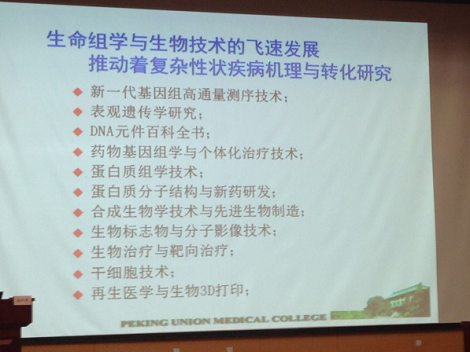 生命组学与生物技术的飞速发展
推动着复杂性状疾病机理与转化研究
新一代基因组高通量测序技术;
表观遗传学研究;
DNA元件百科全书;
药物基因组学与个体化治疗技术;
蛋白质组学技术;
蛋白质分子结构与新药研发;
合成生物学技术与先进生物制造;
生物标志物与分子影像技术;
生物治疗与靶向治疗;
干细胞技术;
再生医学与生物3D打印;
PEKING UNION MEDICAL COLLEGE